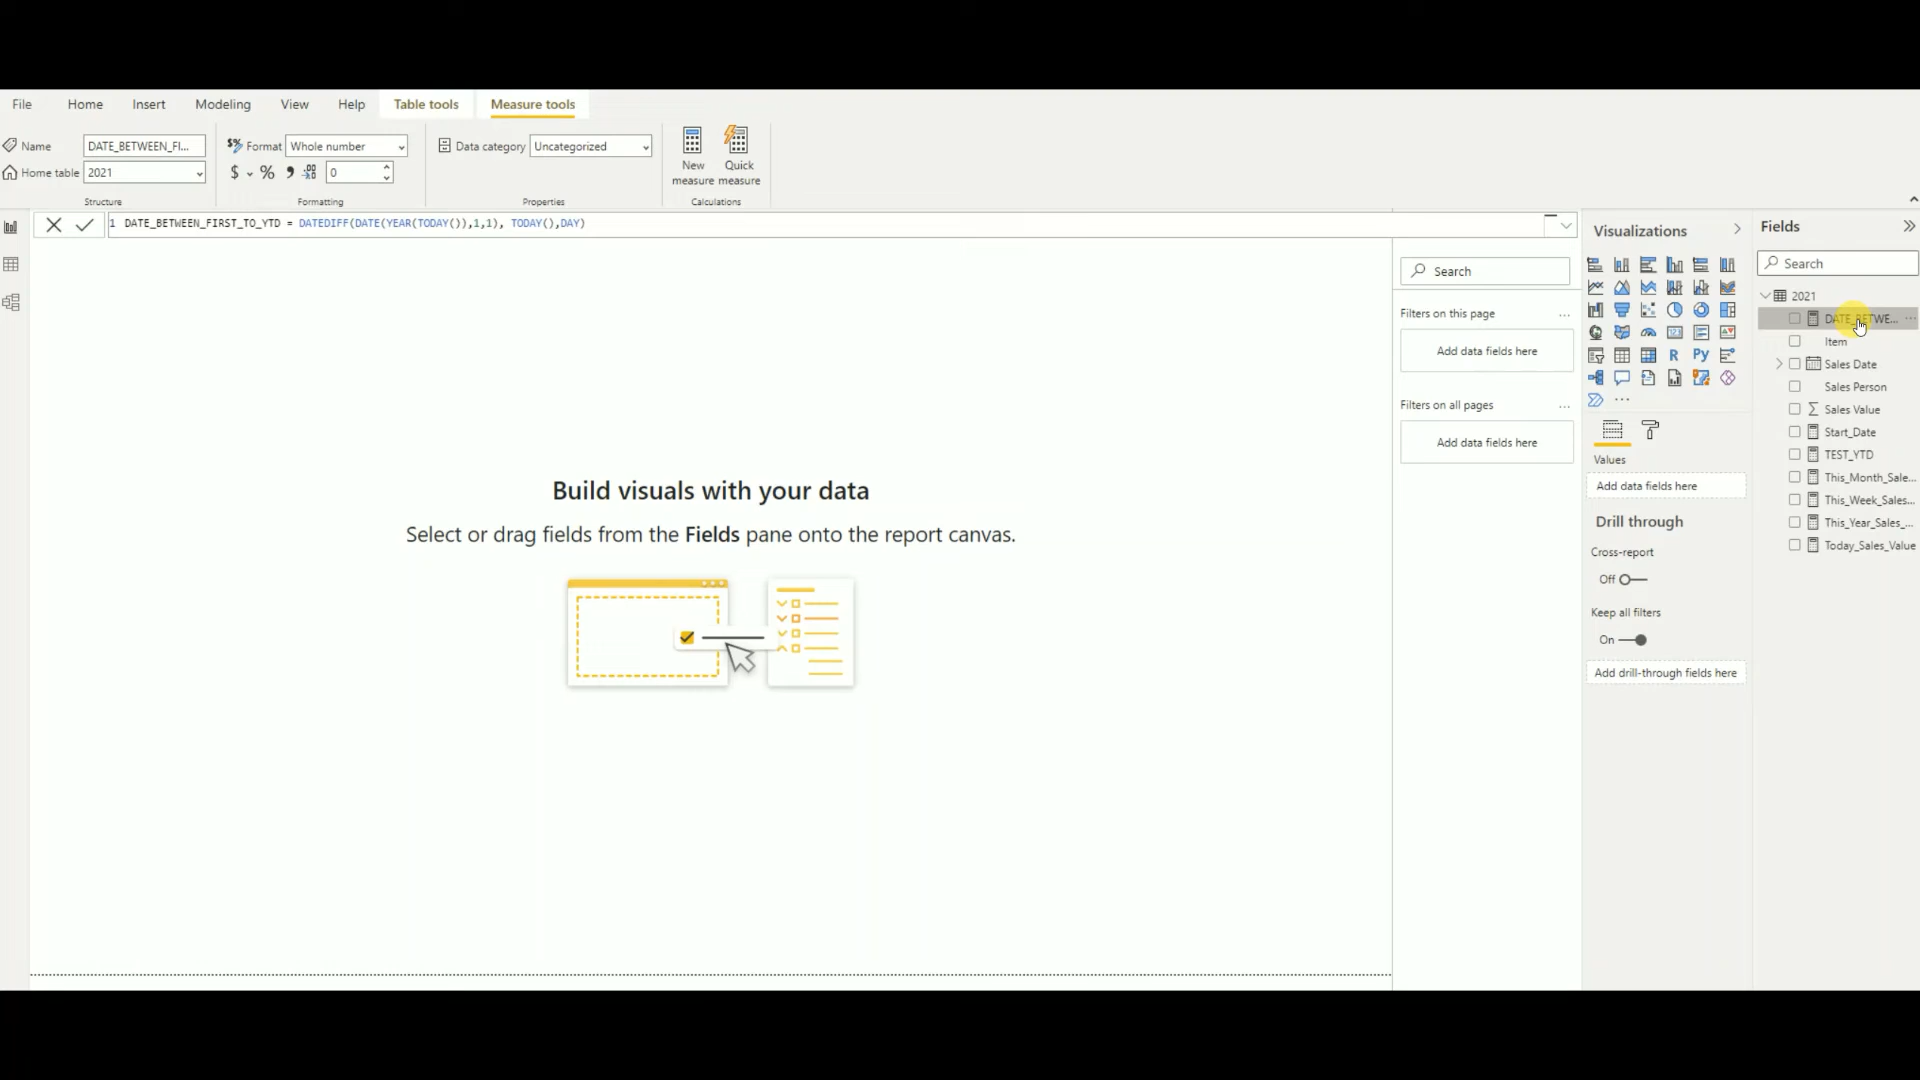 File Home Insert Modeling View Help Table tools Measure tools
Name DATE_BETWEEN_FI...
Home table 2021
Structure
$% Format Whole number
$ % 0
Formatting
Data category Uncategorized
Properties
New measure
Quick measure
Calculations
1 DATE_BETWEEN_FIRST_TO_YTD = DATEDIFF(DATE(YEAR(TODAY()),1,1), TODAY(),DAY)
Build visuals with your data
Select or drag fields from the Fields pane onto the report canvas.
Search
Filters on this page ...
Add data fields here
Filters on all pages ...
Add data fields here
Visualizations
R
Py
...
Values
Add data fields here
Drill through
Cross-report
Off
Keep all filters
On
Add drill-through fields here
Fields
Search
2021
DATE_BETWE... ...
Item
Sales Date
Sales Person
Σ Sales Value
Start_Date
TEST_YTD
This_Month_Sale...
This_Week_Sales...
This_Year_Sales_...
Today_Sales_Value